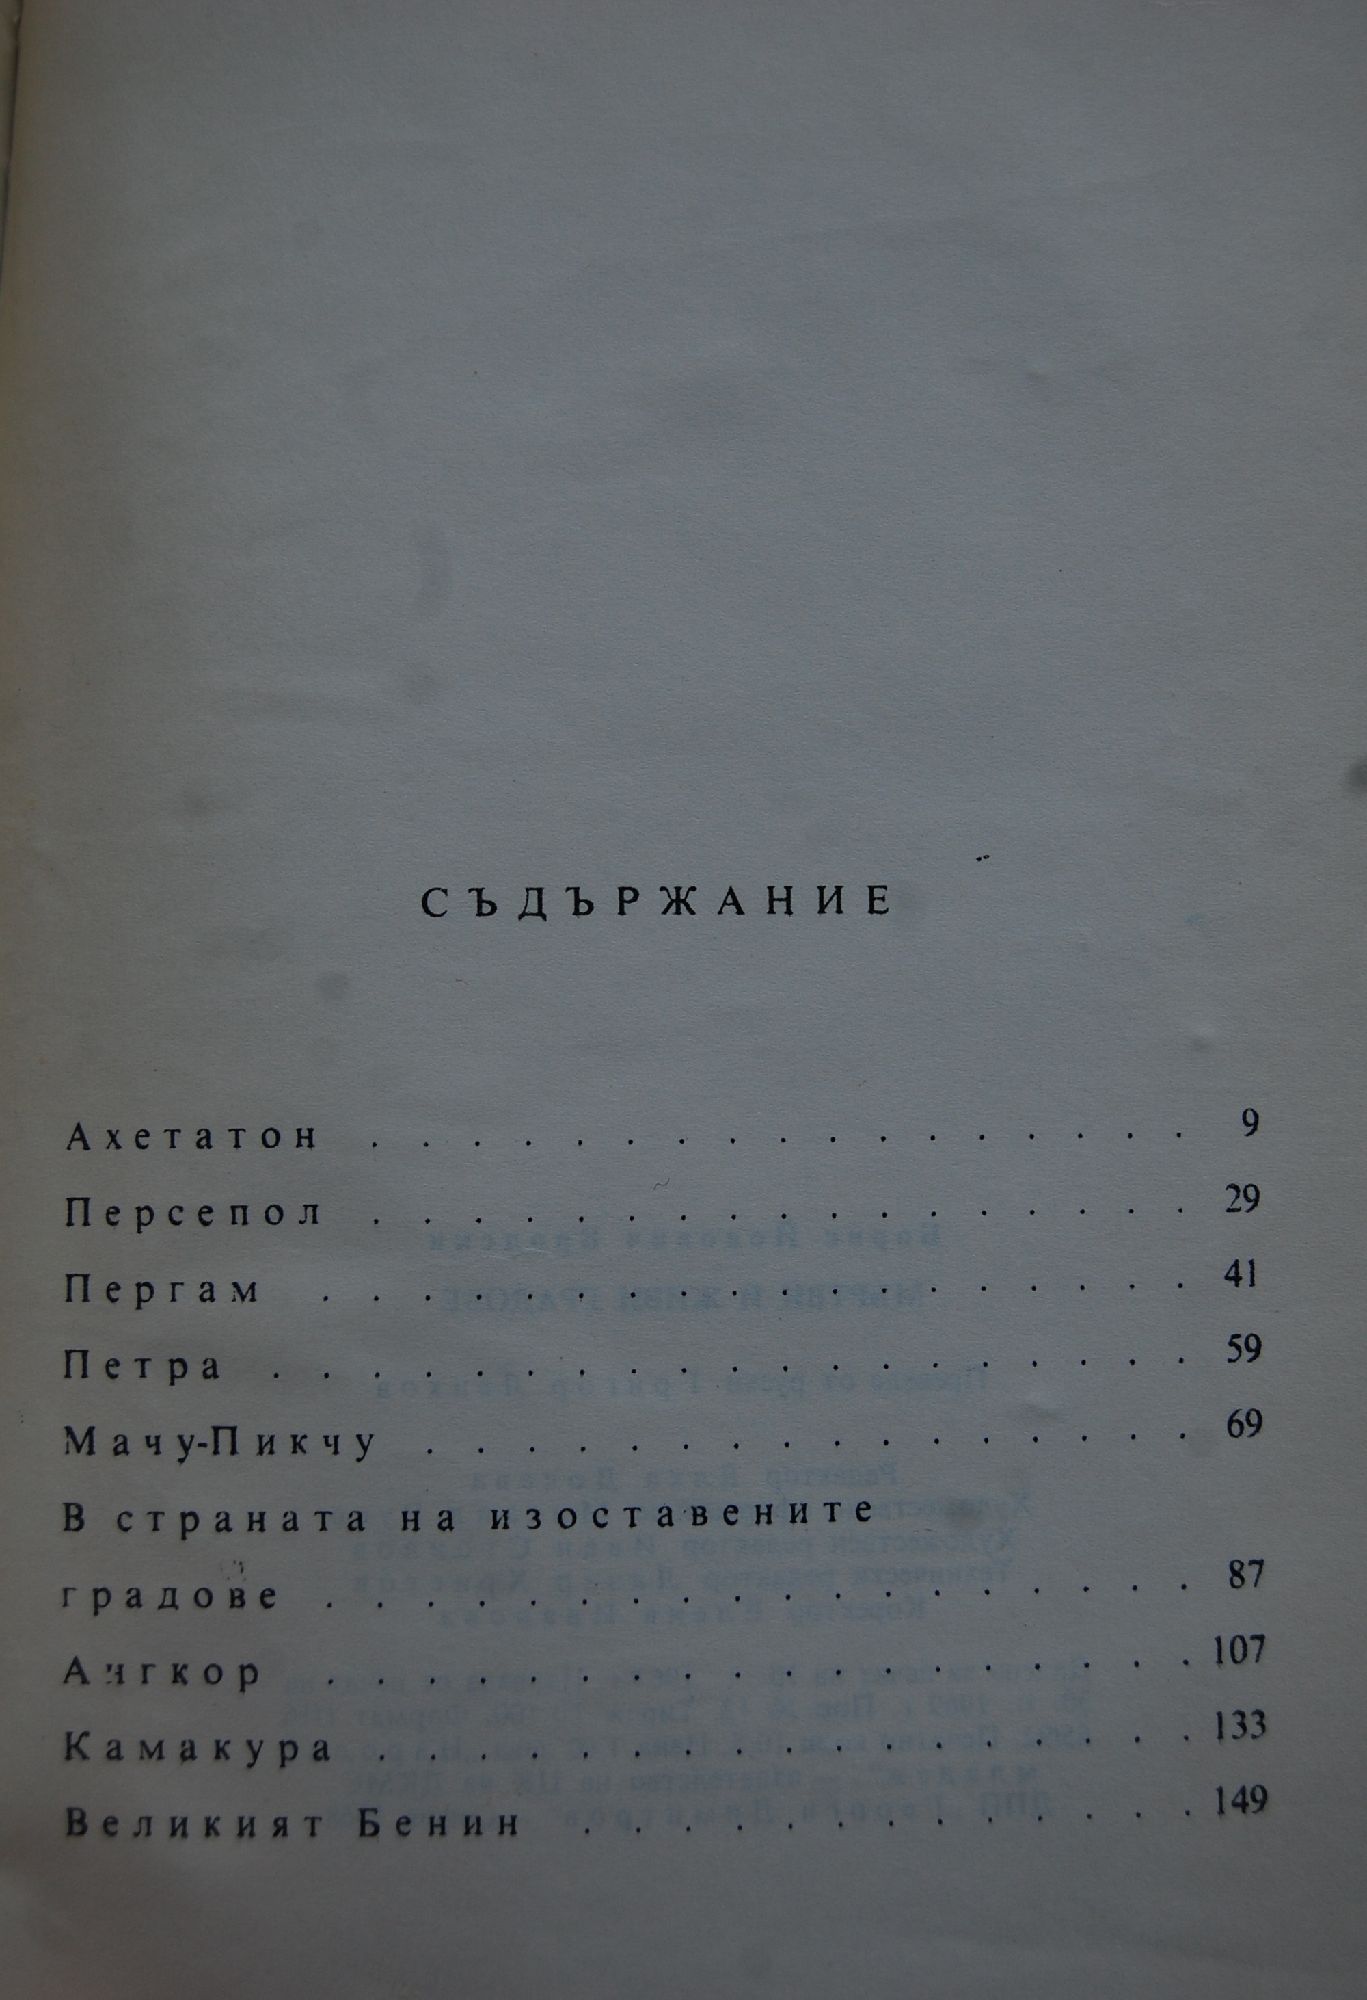 СЪДЪРЖАНИЕ
Ахетатон . . . . . . . . . . . . . . . . . 9
Персепол . . . . . . . . . . . . . . . . . 29
Пергам . . . . . . . . . . . . . . . . . . 41
Петра . . . . . . . . . . . . . . . . . . . 59
Мачу-Пикчу . . . . . . . . . . . . . . . . 69
В страната на изоставените
градове . . . . . . . . . . . . . . . . . . 87
Ангкор . . . . . . . . . . . . . . . . . . 107
Камакура . . . . . . . . . . . . . . . . . 133
Великият Бенин . . . . . . . . . . . . . 149